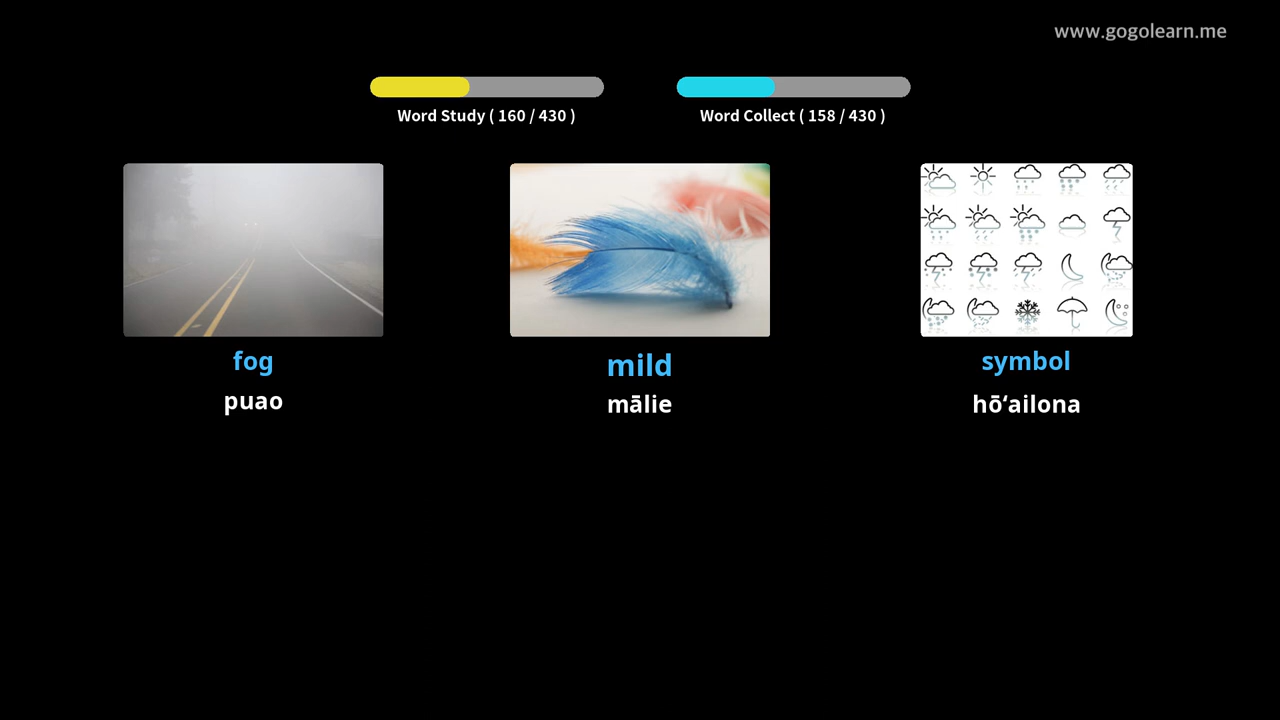 www.gogolearn.me
Word Study ( 160 / 430 )
Word Collect ( 158 / 430 )
fog
mild
symbol
puao
mālie
hōʻailona